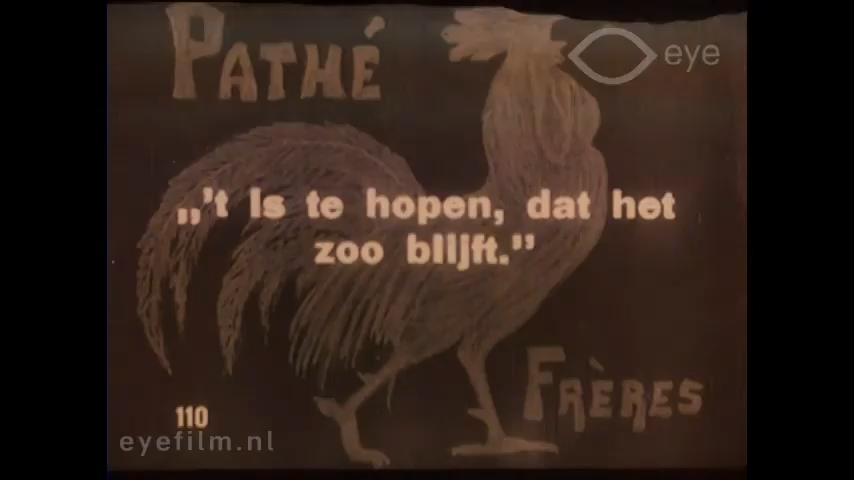 PATHÉ
eye
„'t is te hopen, dat het
zoo blijft.”
FRÈRES
110
eyefilm.nl